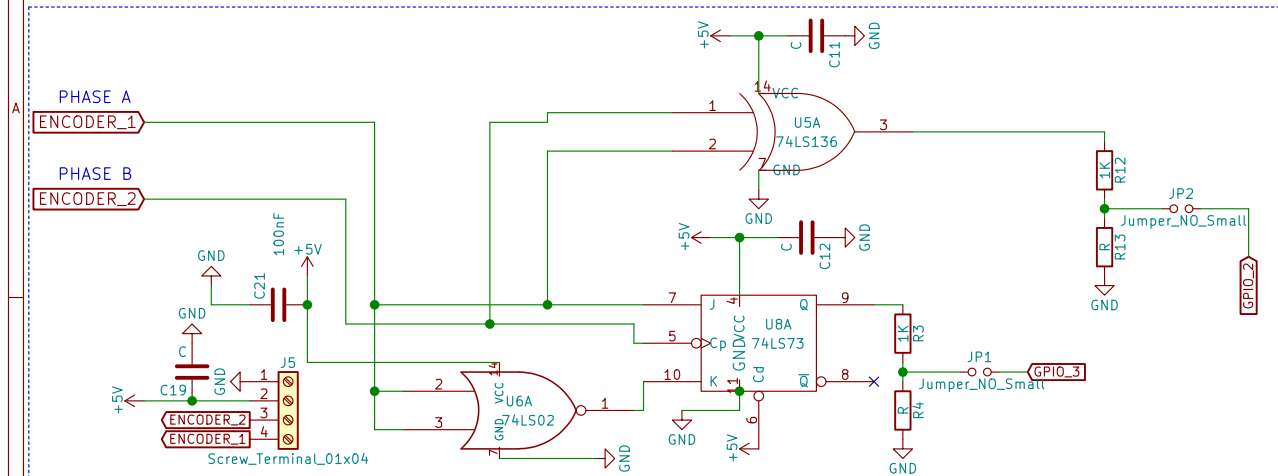 +5V
C
C11
GND
PHASE A
ENCODER_1
A
14
VCC
1
2
3
U5A
74LS136
7
GND
GND
PHASE B
ENCODER_2
1K
R12
JP2
Jumper_NO_Small
R
R13
GND
GPIO_2
+5V
C
C12
GND
GND
C21
100nF
+5V
7
J
4
VCC
Q
9
U8A
74LS73
5
Cp
GND
11
10
K
Cd
Q
8
6
+5V
GND
1K
R3
JP1
GPIO_3
Jumper_NO_Small
R
R4
GND
GND
C
C19
+5V
GND
J5
1
2
3
4
ENCODER_2
ENCODER_1
Screw_Terminal_01x04
14
VCC
2
3
U6A
74LS02
1
GND
7
GND